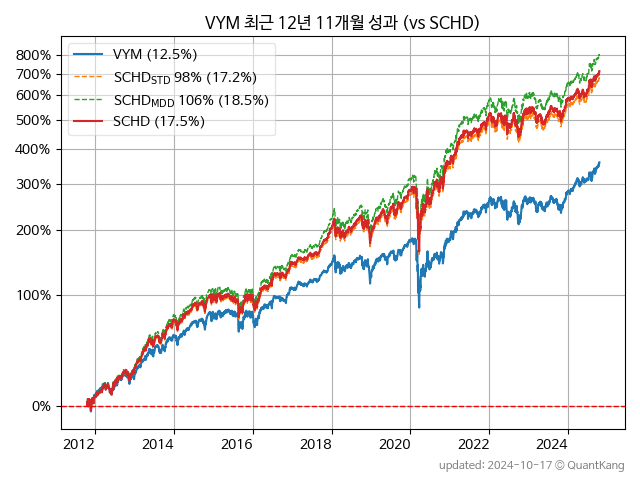 VYM 최근 12년 11개월 성과 (vs SCHD)
VYM (12.5%)
SCHD_STD 98% (17.2%)
SCHD_MDD 106% (18.5%)
SCHD (17.5%)
800%
700%
600%
500%
400%
300%
200%
100%
0%
2012 2014 2016 2018 2020 2022 2024
updated: 2024-10-17 © QuantKang